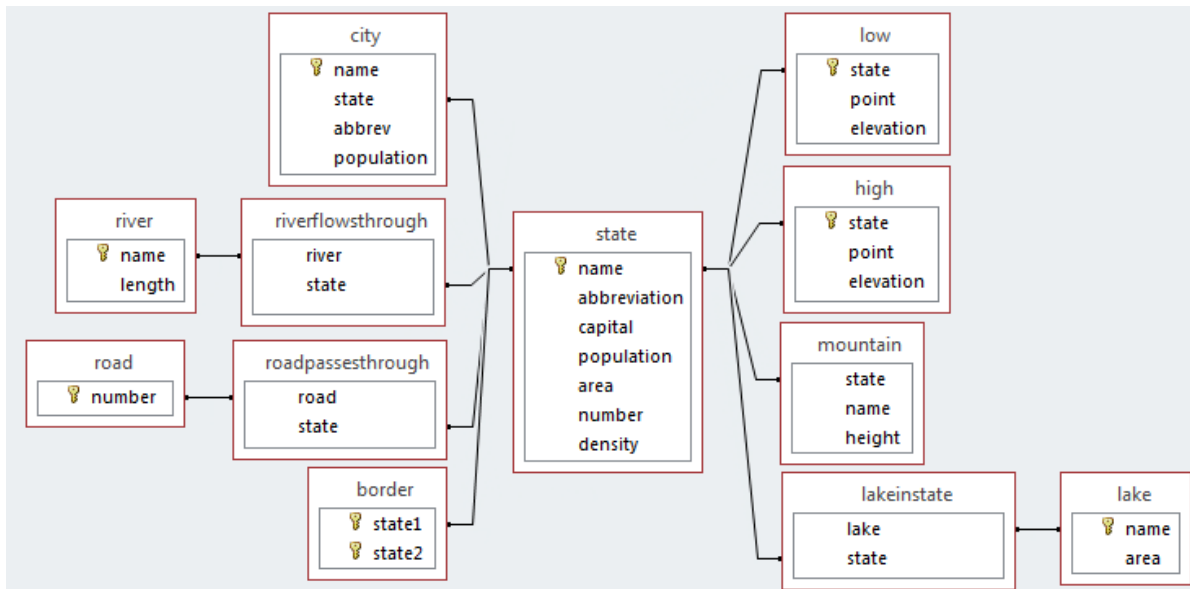 city
name
state
abbrev
population
river
name
length
riverflowsthrough
river
state
road
number
roadpassesthrough
road
state
border
state1
state2
state
name
abbreviation
capital
population
area
number
density
low
state
point
elevation
high
state
point
elevation
mountain
state
name
height
lakeinstate
lake
state
lake
name
area